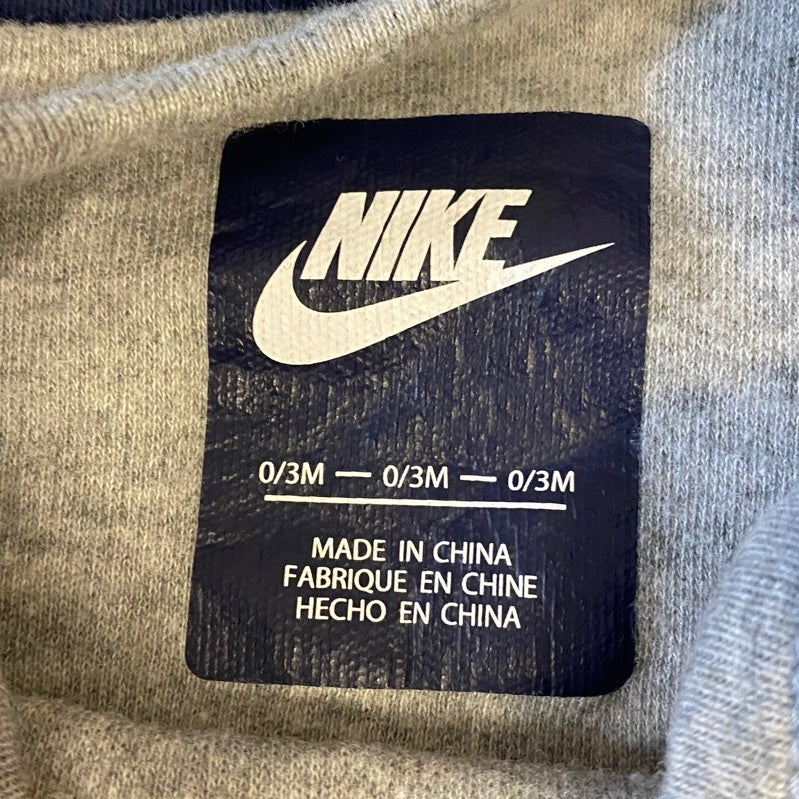 NIKE
0/3M — 0/3M — 0/3M
MADE IN CHINA
FABRIQUE EN CHINE
HECHO EN CHINA